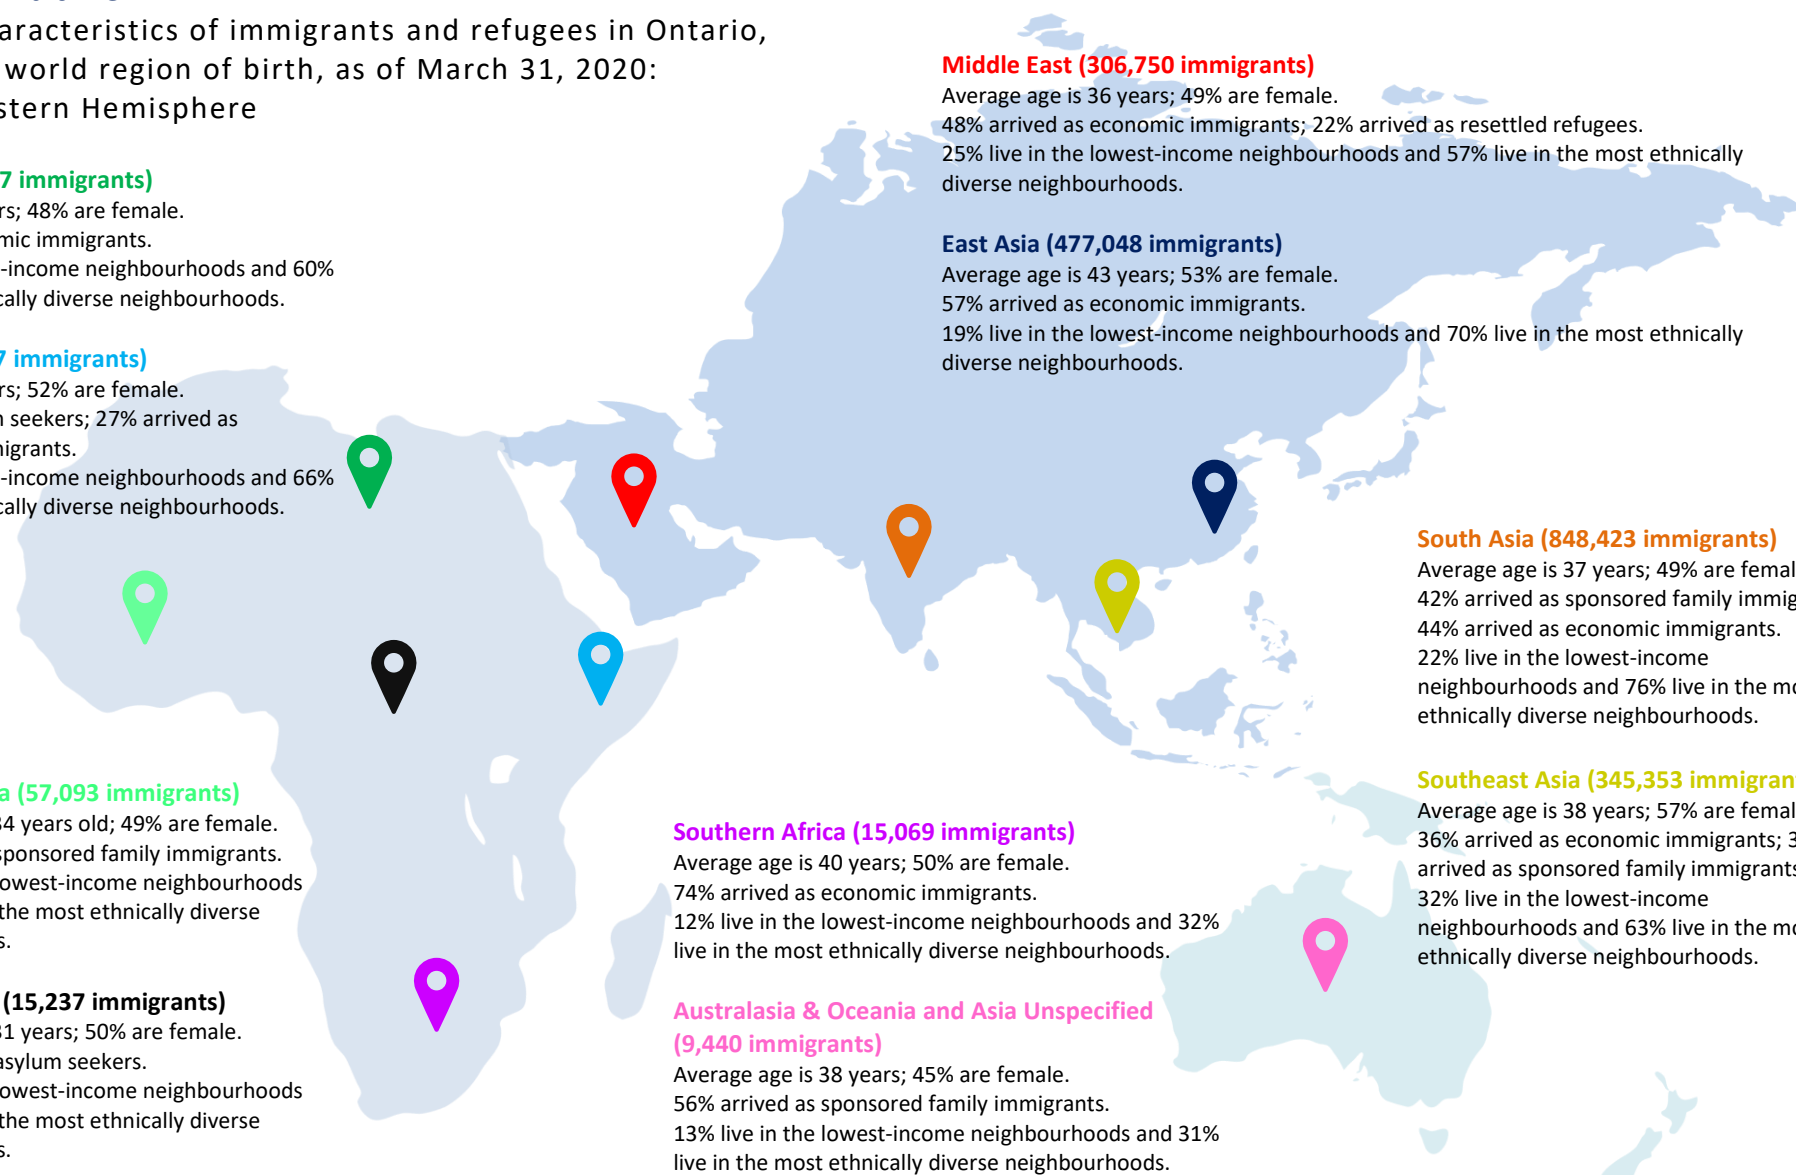 aracteristics of immigrants and refugees in Ontario,
world region of birth, as of March 31, 2020:
stern Hemisphere
7 immigrants)
rs; 48% are female.
mic immigrants.
-income neighbourhoods and 60%
ically diverse neighbourhoods.
7 immigrants)
rs; 52% are female.
n seekers; 27% arrived as
migrants.
-income neighbourhoods and 66%
ically diverse neighbourhoods.
a (57,093 immigrants)
34 years old; 49% are female.
sponsored family immigrants.
lowest-income neighbourhoods
the most ethnically diverse
s.
(15,237 immigrants)
31 years; 50% are female.
asylum seekers.
lowest-income neighbourhoods
the most ethnically diverse
s.
Middle East (306,750 immigrants)
Average age is 36 years; 49% are female.
48% arrived as economic immigrants; 22% arrived as resettled refugees.
25% live in the lowest-income neighbourhoods and 57% live in the most ethnically
diverse neighbourhoods.
East Asia (477,048 immigrants)
Average age is 43 years; 53% are female.
57% arrived as economic immigrants.
19% live in the lowest-income neighbourhoods and 70% live in the most ethnically
diverse neighbourhoods.
Southern Africa (15,069 immigrants)
Average age is 40 years; 50% are female.
74% arrived as economic immigrants.
12% live in the lowest-income neighbourhoods and 32%
live in the most ethnically diverse neighbourhoods.
Australasia & Oceania and Asia Unspecified
(9,440 immigrants)
Average age is 38 years; 45% are female.
56% arrived as sponsored family immigrants.
13% live in the lowest-income neighbourhoods and 31%
live in the most ethnically diverse neighbourhoods.
South Asia (848,423 immigrants)
Average age is 37 years; 49% are femal
42% arrived as sponsored family immig
44% arrived as economic immigrants.
22% live in the lowest-income
neighbourhoods and 76% live in the mo
ethnically diverse neighbourhoods.
Southeast Asia (345,353 immigran
Average age is 38 years; 57% are femal
36% arrived as economic immigrants; 3
arrived as sponsored family immigrants
32% live in the lowest-income
neighbourhoods and 63% live in the mo
ethnically diverse neighbourhoods.